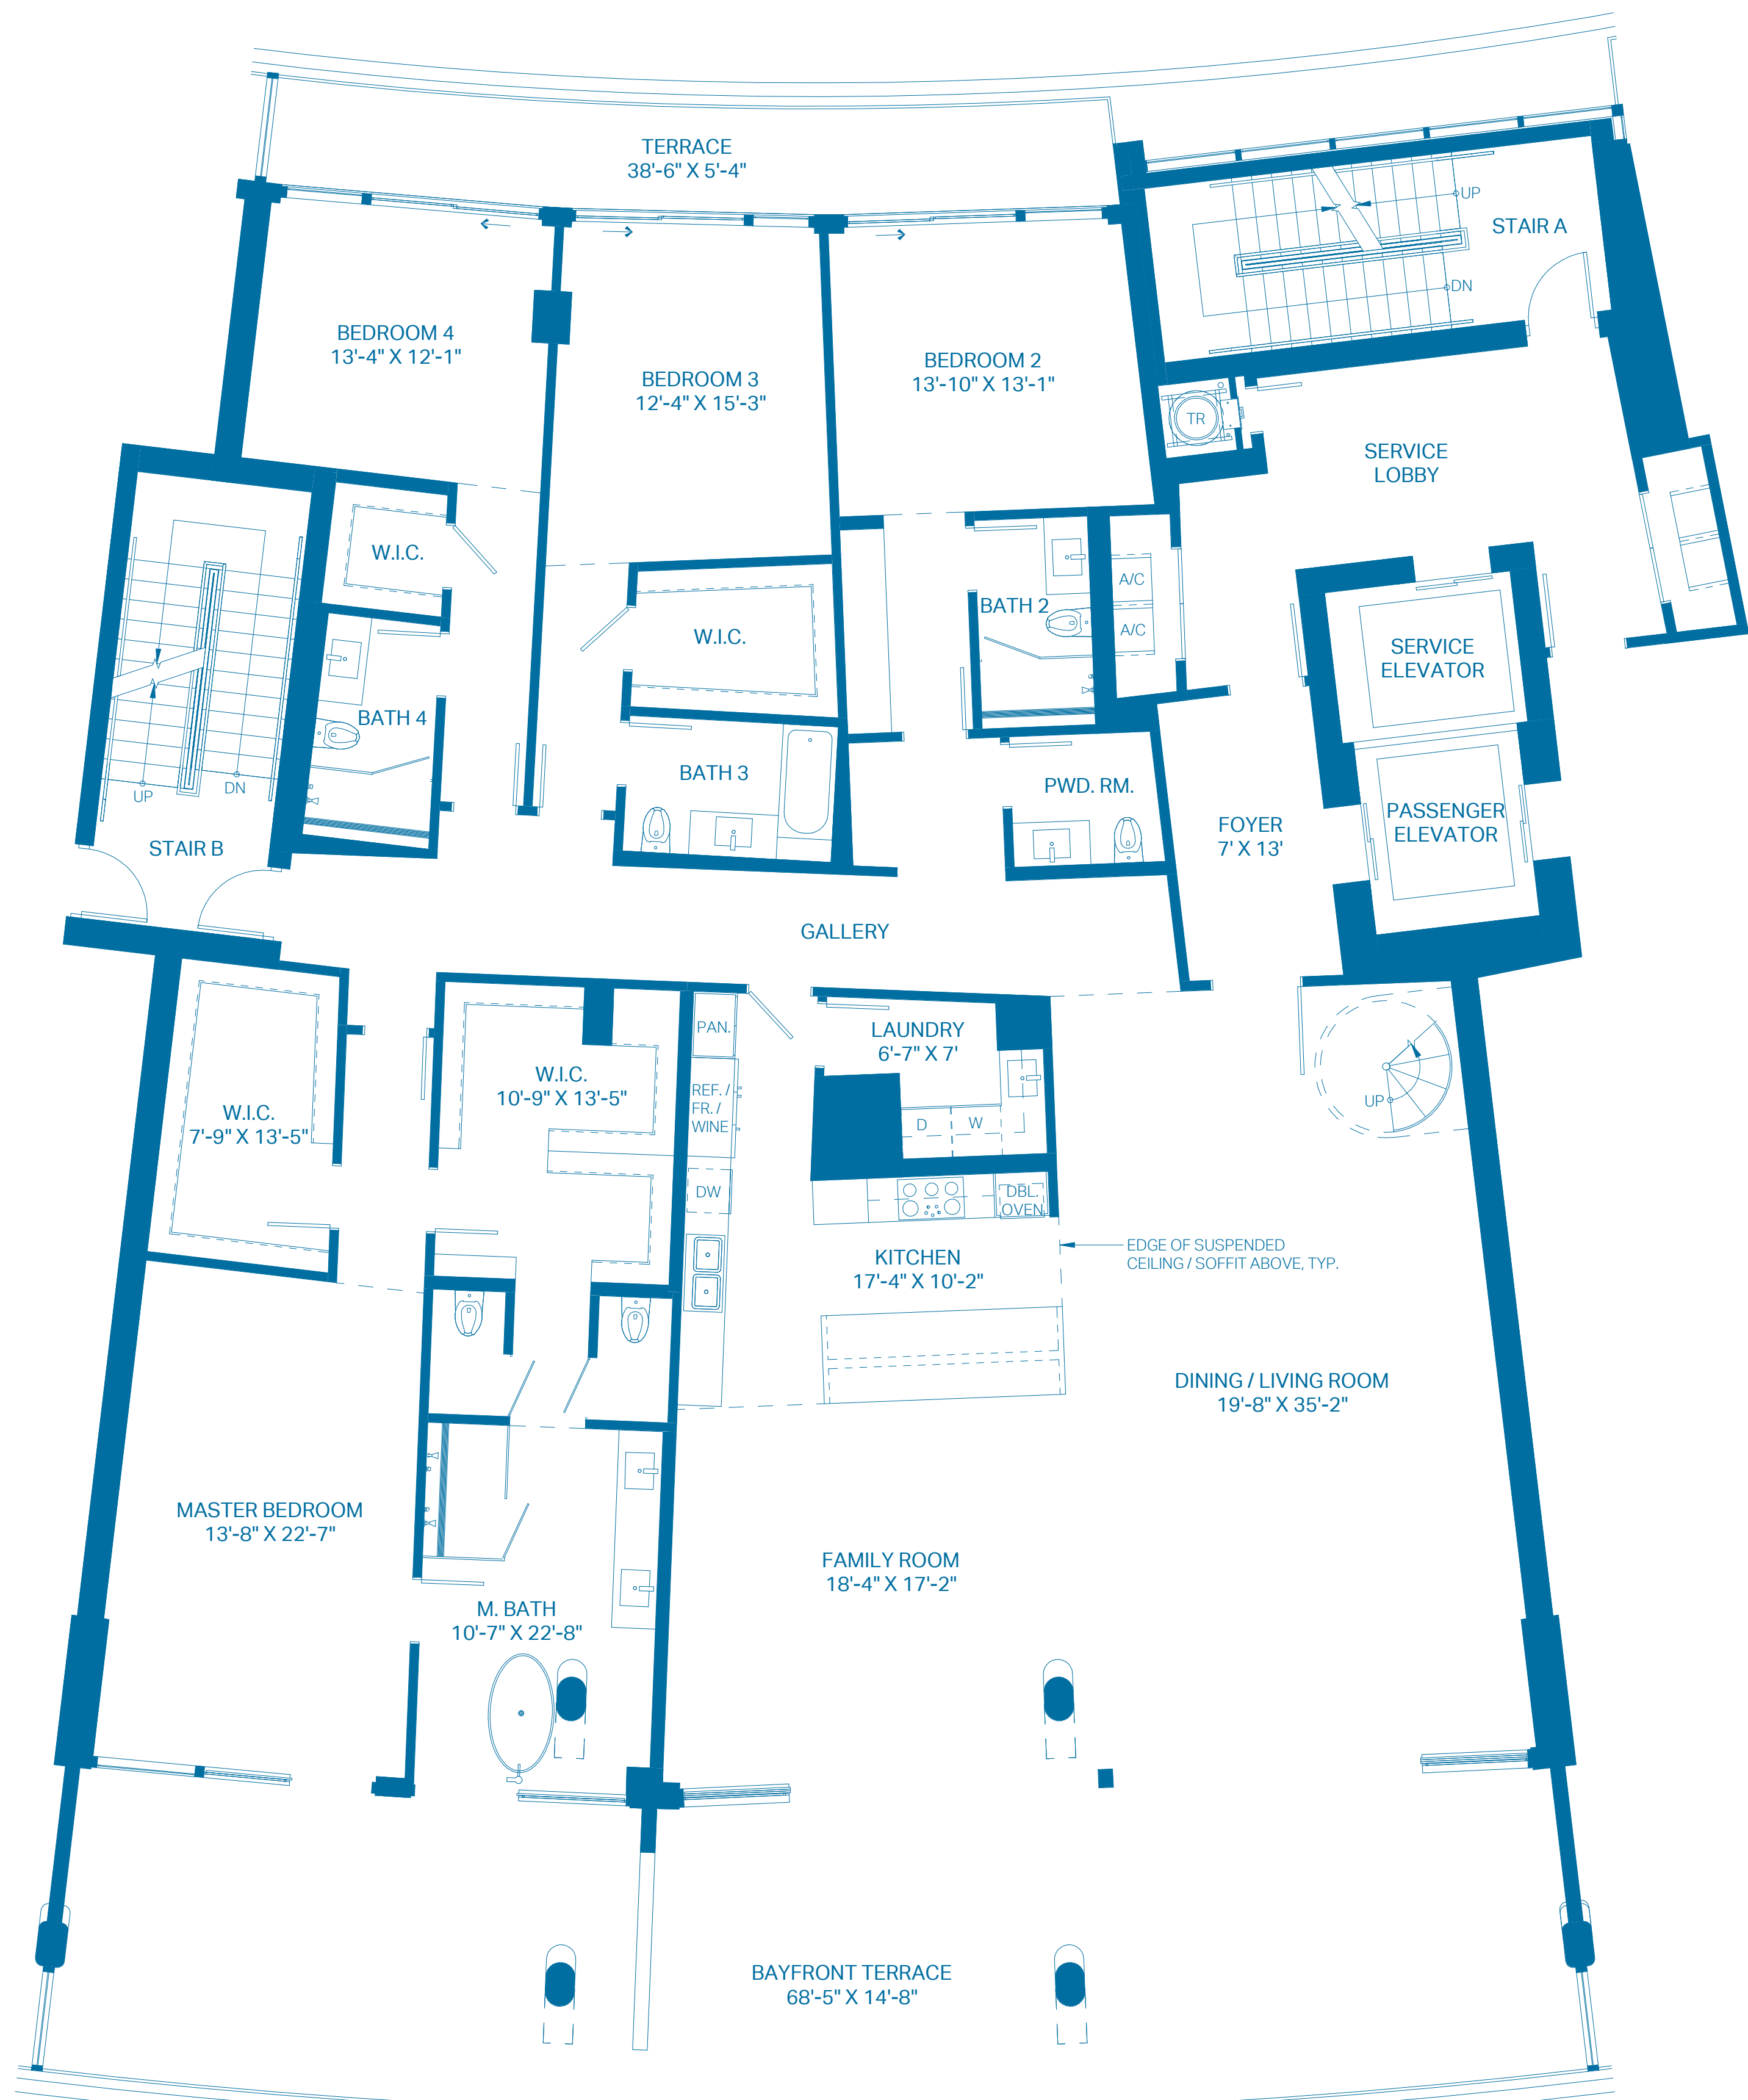 TERRACE
38'-6" X 5'-4"
UP
STAIR A
DN
BEDROOM 4
13'-4" X 12'-1"
BEDROOM 3
12'-4" X 15'-3"
BEDROOM 2
13'-10" X 13'-1"
TR
SERVICE
LOBBY
W.I.C.
W.I.C.
BATH 2
A/C
A/C
SERVICE
ELEVATOR
BATH 4
BATH 3
PWD. RM.
UP
DN
STAIR B
FOYER
7' X 13'
PASSENGER
ELEVATOR
GALLERY
PAN.
LAUNDRY
6'-7" X 7'
W.I.C.
10'-9" X 13'-5"
REF. /
FR. /
WINE
W.I.C.
7'-9" X 13'-5"
D
W
UP
DW
DBL.
OVEN
KITCHEN
17'-4" X 10'-2"
EDGE OF SUSPENDED
CEILING / SOFFIT ABOVE, TYP.
DINING / LIVING ROOM
19'-8" X 35'-2"
MASTER BEDROOM
13'-8" X 22'-7"
FAMILY ROOM
18'-4" X 17'-2"
M. BATH
10'-7" X 22'-8"
BAYFRONT TERRACE
68'-5" X 14'-8"